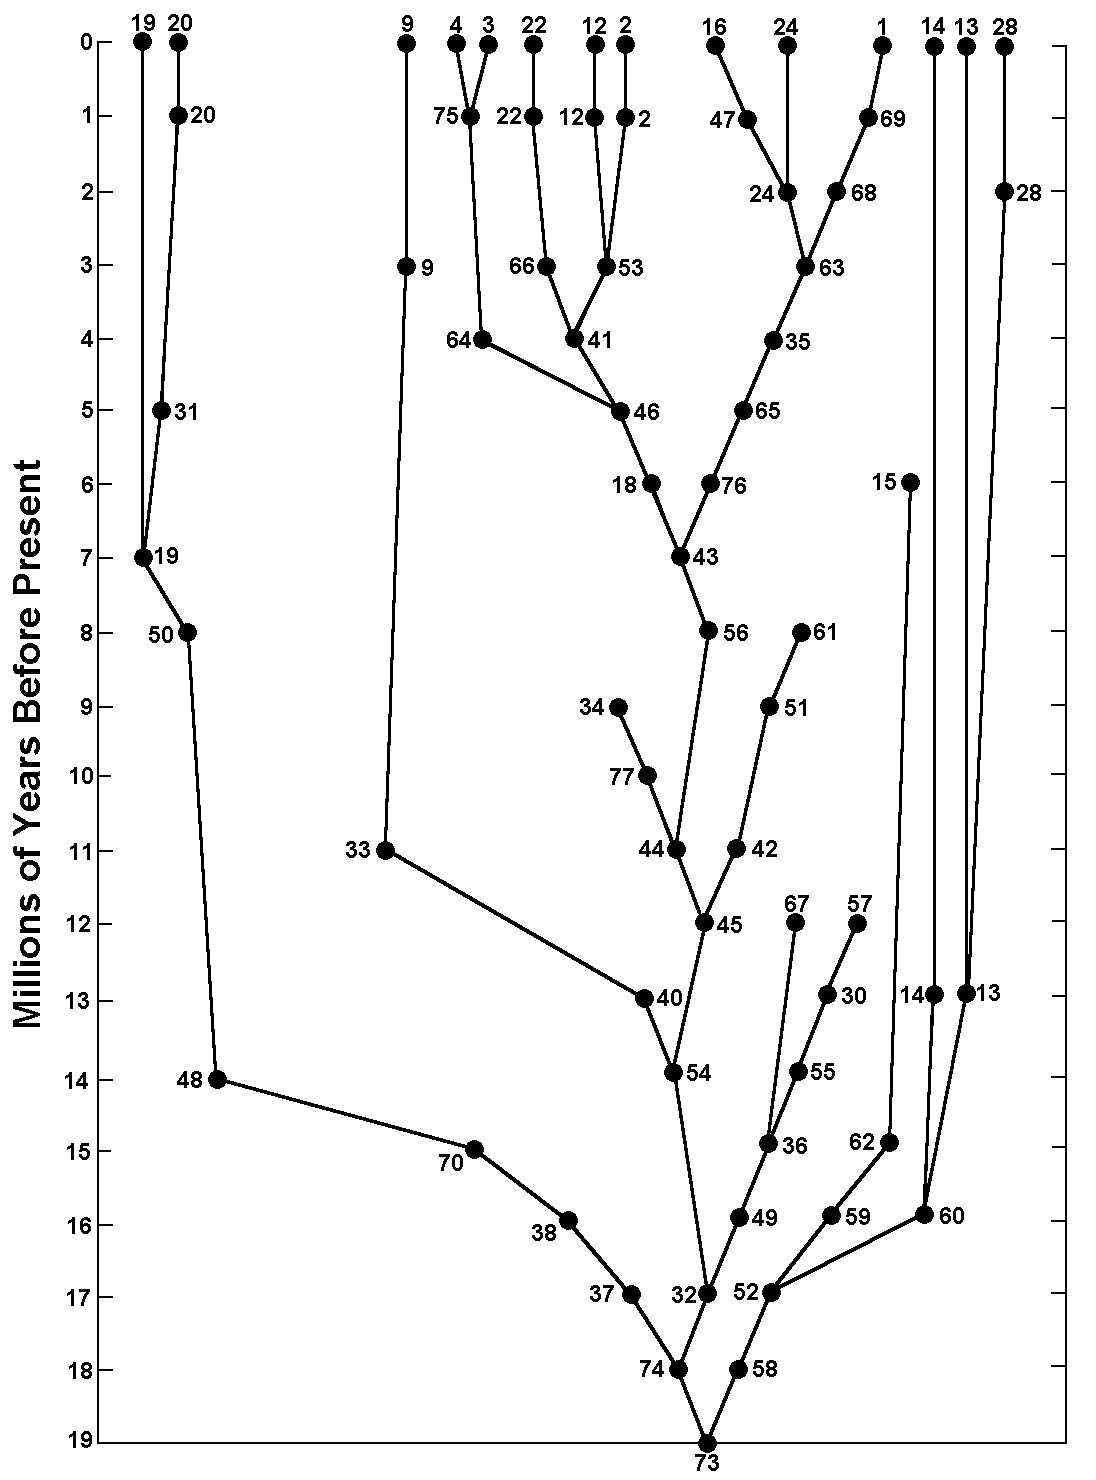 19 20 9 4 3 22 12 2 16 24 1 14 13 28
0
1 20 75 22 12 2 47 69
2 24 68 28
3 9 66 53 63
4 64 41 35
5 31 46 65
6 18 76 15
7 19 43
8 50 56 61
9 34 51
10 77
11 33 44 42
67 57
12 45
13 40 30 14 13
14 48 54 55
15 70 36 62
16 38 49 59 60
17 37 32 52
18 74 58
19
73
Millions of Years Before Present